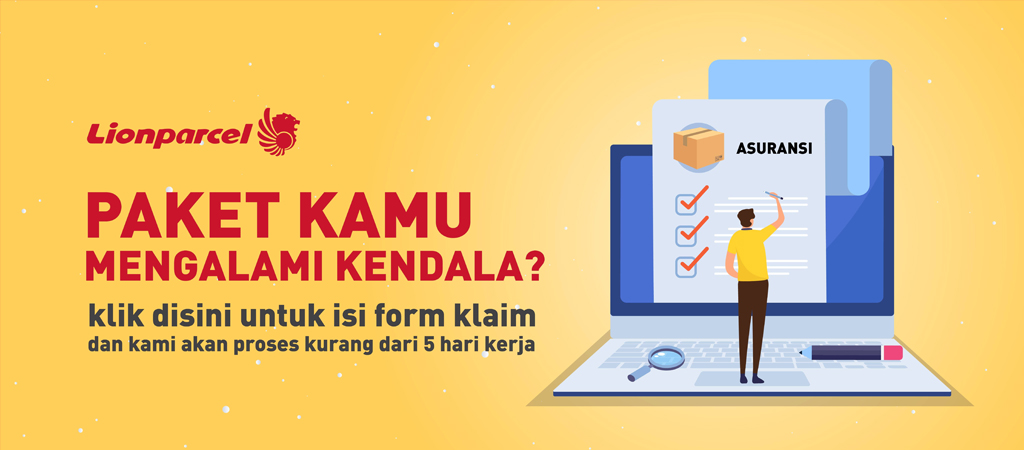 Lionparcel
PAKET KAMU
MENGALAMI KENDALA?
klik disini untuk isi form klaim
dan kami akan proses kurang dari 5 hari kerja
ASURANSI